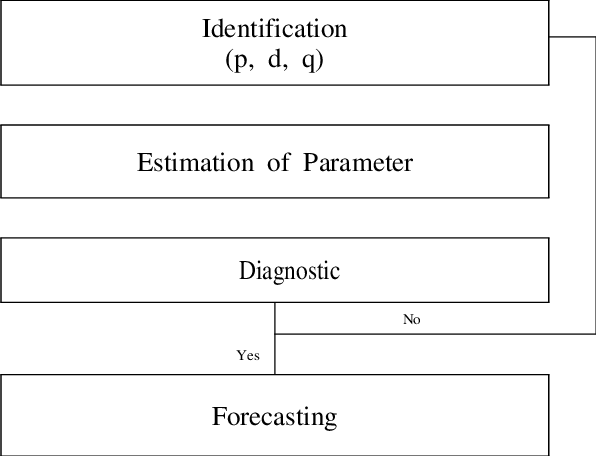 Identification
(p, d, q)
Estimation of Parameter
Diagnostic
No
Yes
Forecasting